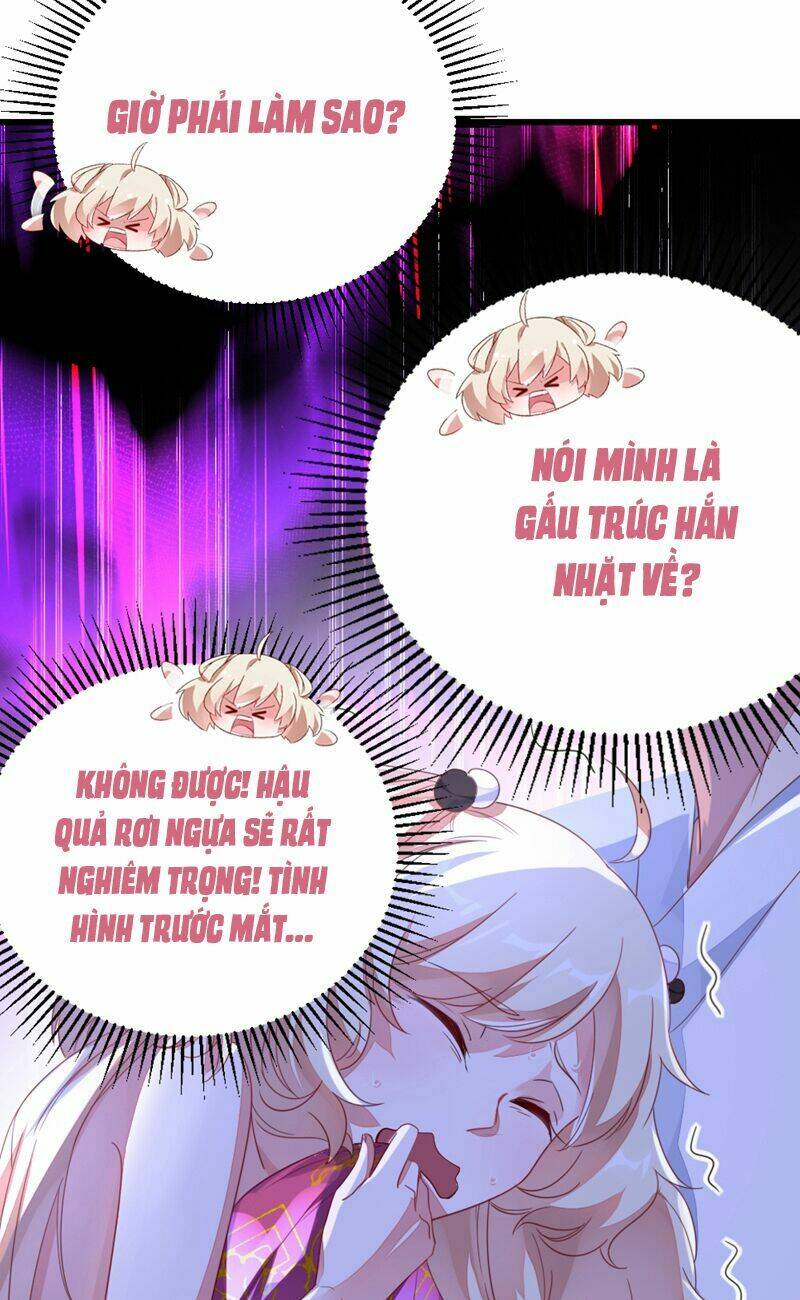 GIỜ PHẢI LÀM SAO?
NÓI MÌNH LÀ
GẤU TRÚC HẮN
NHẶT VỀ?
KHÔNG ĐƯỢC! HẬU
QUẢ RƠI NGỰA SẼ RẤT
NGHIÊM TRỌNG! TÌNH
HÌNH TRƯỚC MẮT...